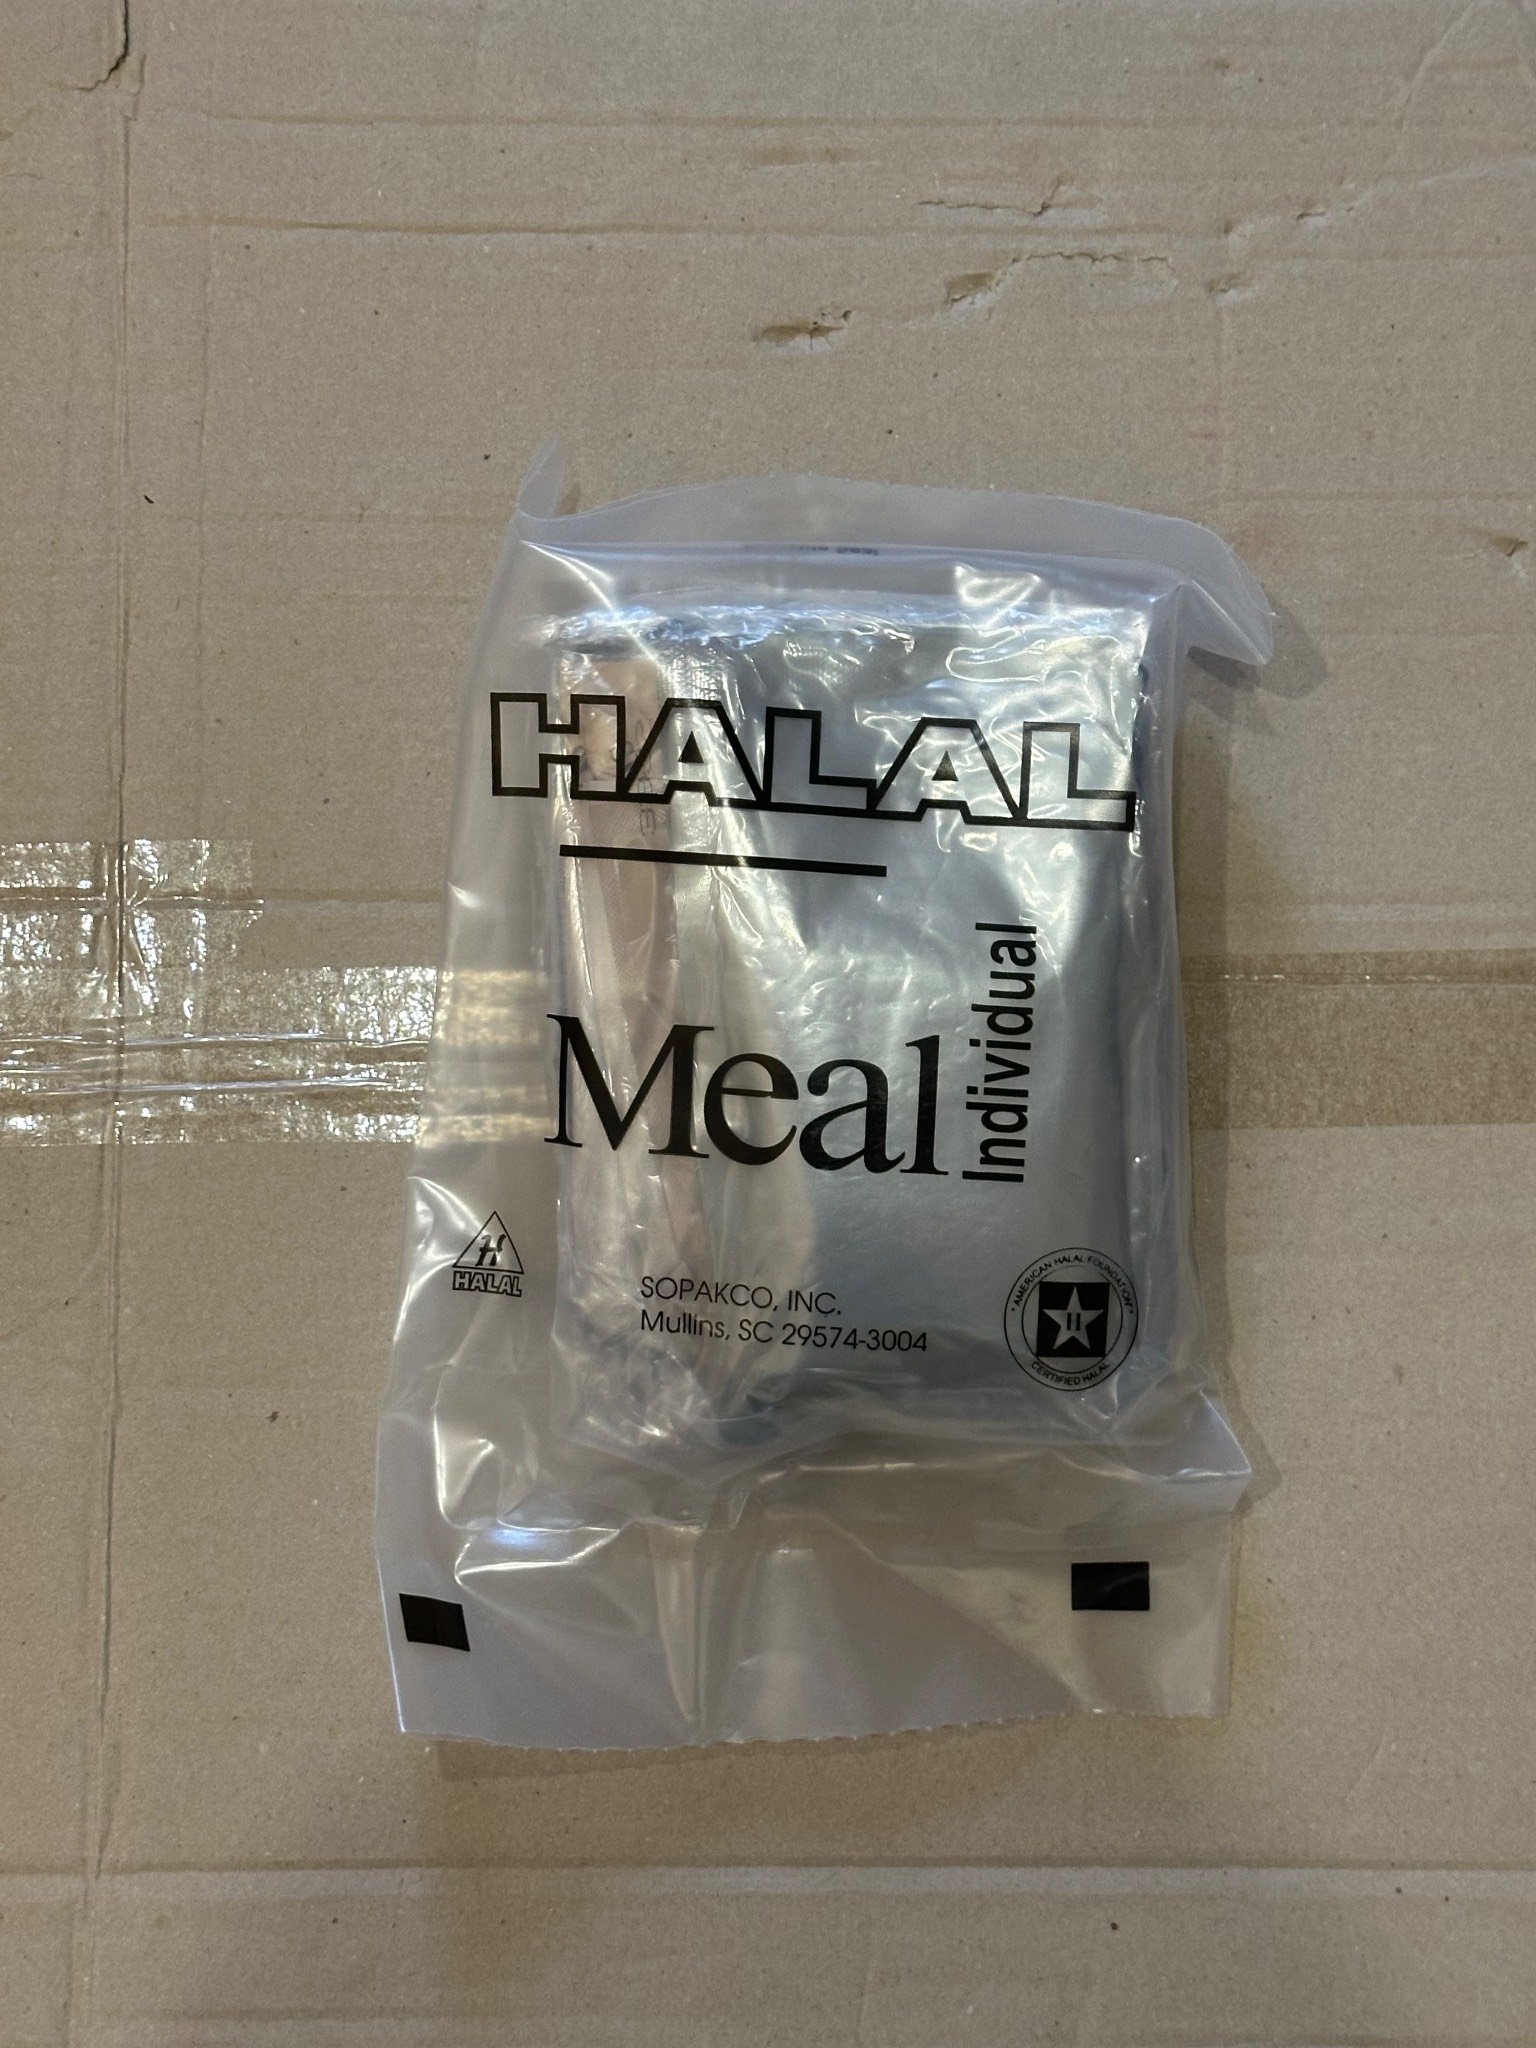 HALAL
Meal
Individual
H
HALAL
SOPAKCO, INC.
Mullins, SC 29574-3004
AMERICAN HALAL FOUNDATION
H
CERTIFIED HALAL